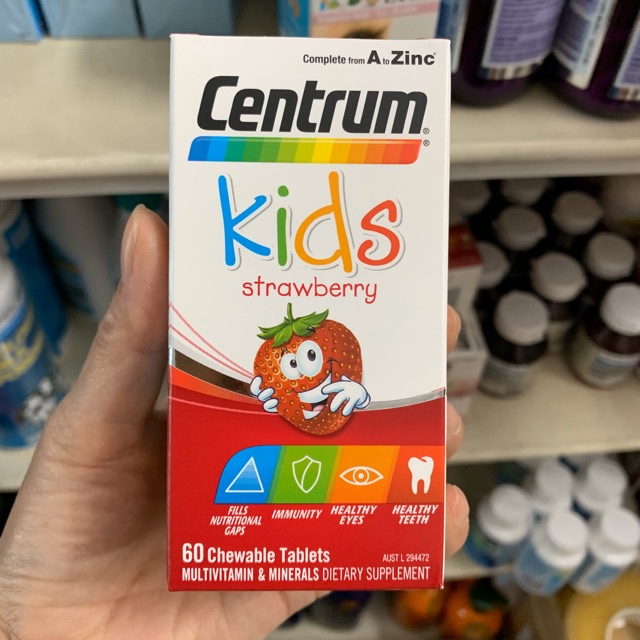 Complete from A to Zinc®
Centrum®
®
kids
strawberry
FILLS NUTRITIONAL GAPS
IMMUNITY
HEALTHY EYES
HEALTHY TEETH
60 Chewable Tablets
AUST L 294472
MULTIVITAMIN & MINERALS DIETARY SUPPLEMENT